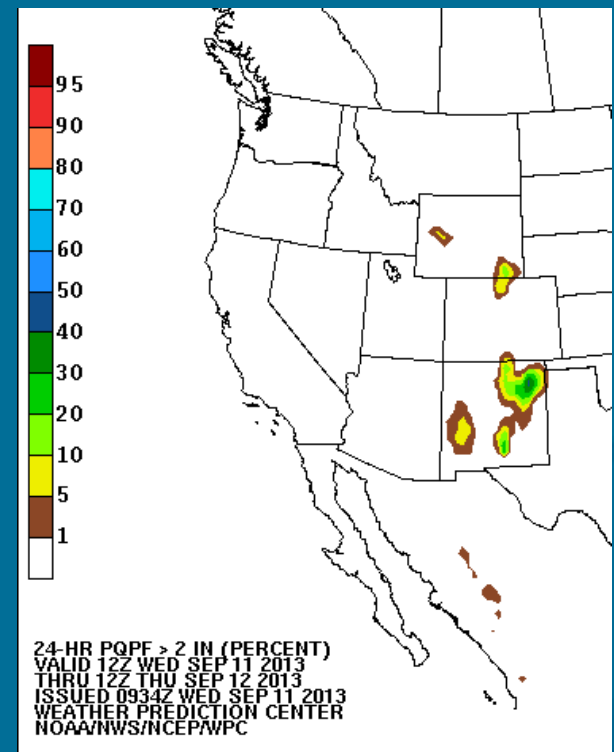 95
90
80
70
60
50
40
30
20
10
5
1
24-HR PQPF > 2 IN (PERCENT)
VALID 12Z WED SEP 11 2013
THRU 12Z THU SEP 12 2013
ISSUED 0934Z WED SEP 11 2013
WEATHER PREDICTION CENTER
NOAA/NWS/NCEP/WPC